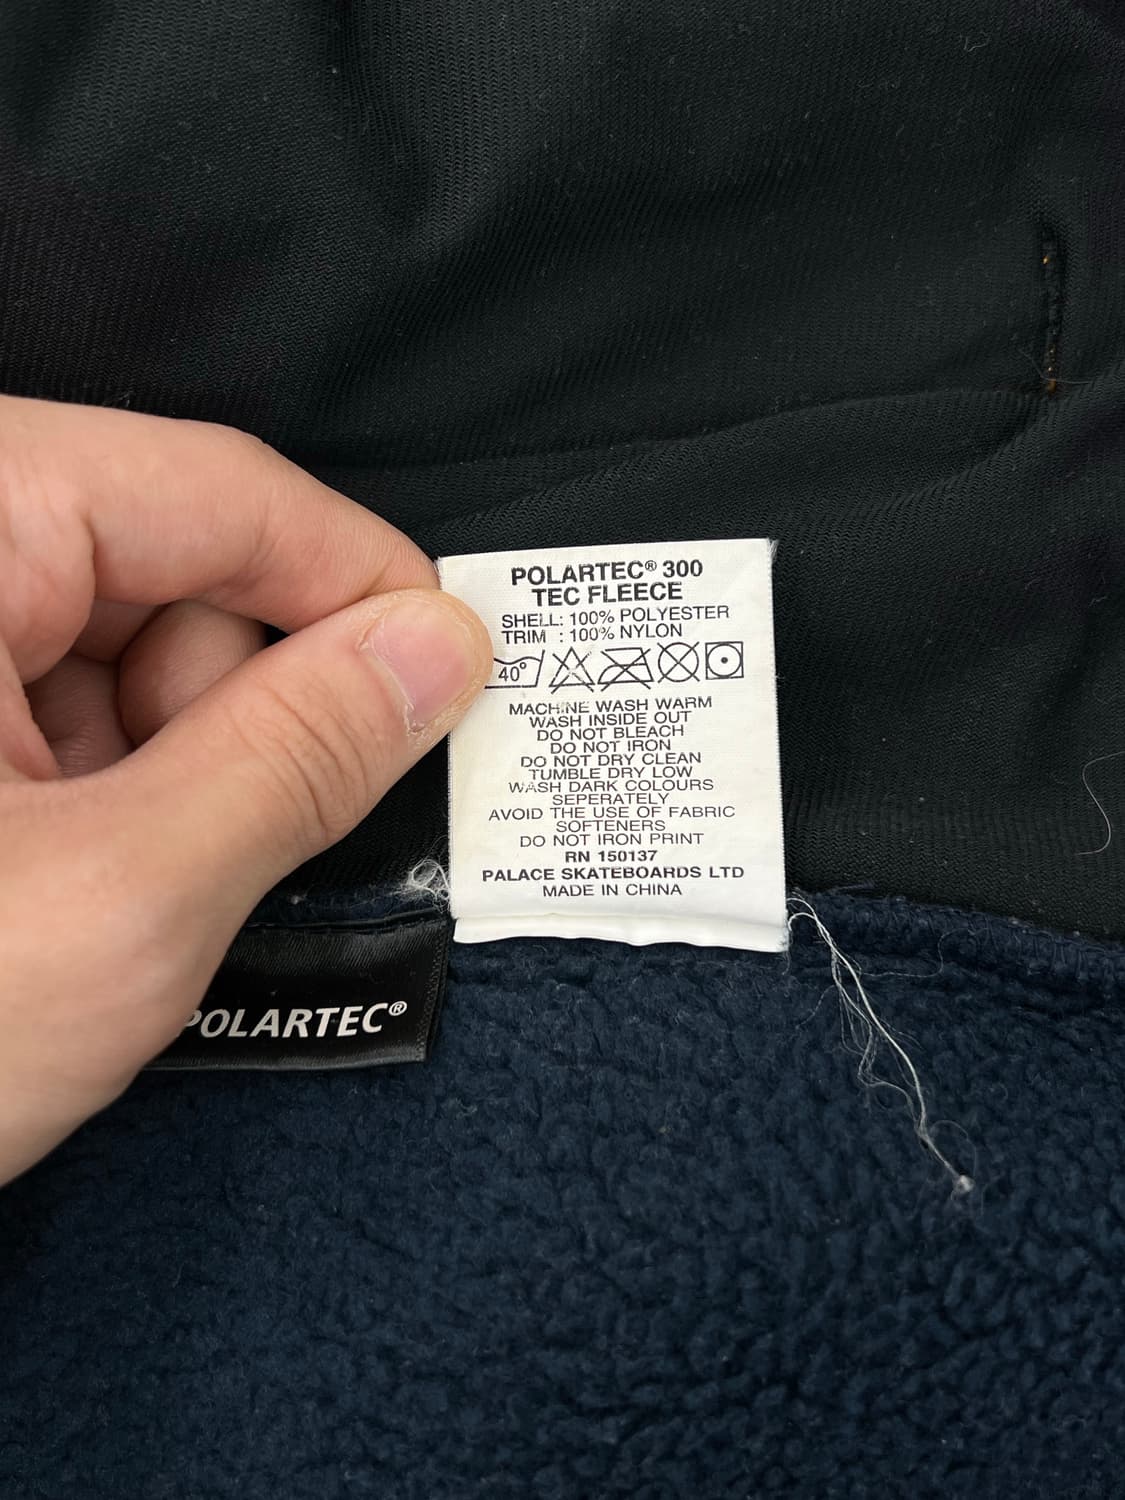 POLARTEC® 300
TEC FLEECE
SHELL: 100% POLYESTER
TRIM : 100% NYLON
40°
MACHINE WASH WARM
WASH INSIDE OUT
DO NOT BLEACH
DO NOT IRON
DO NOT DRY CLEAN
TUMBLE DRY LOW
WASH DARK COLOURS
SEPERATELY
AVOID THE USE OF FABRIC
SOFTENERS
DO NOT IRON PRINT
RN 150137
PALACE SKATEBOARDS LTD
MADE IN CHINA
POLARTEC®